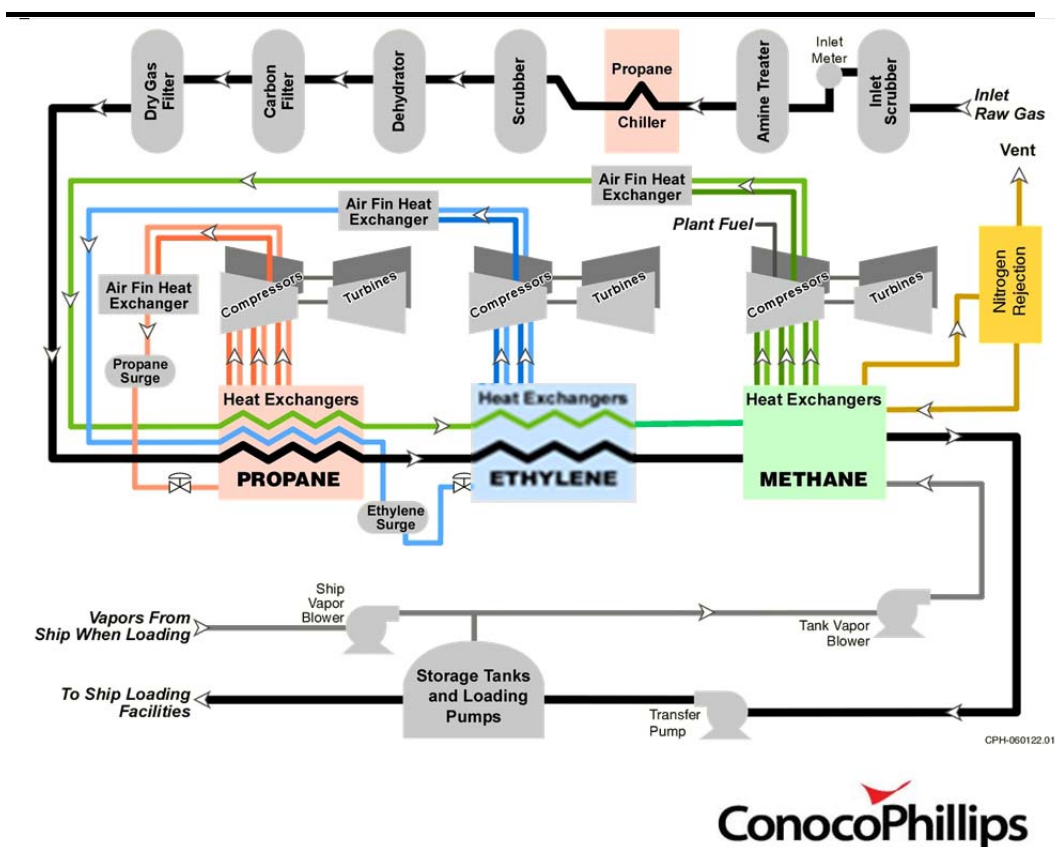 Dry Gas
Filter
Carbon
Filter
Dehydrator
Scrubber
Propane
Chiller
Amine Treater
Inlet
Meter
Inlet
Scrubber
Inlet
Raw Gas
Vent
Air Fin Heat
Exchanger
Air Fin Heat
Exchanger
Plant Fuel
Air Fin Heat
Exchanger
Compressors
Turbines
Compressors
Turbines
Compressors
Turbines
Nitrogen
Rejection
Propane
Surge
Heat Exchangers
PROPANE
Heat Exchangers
ETHYLENE
Heat Exchangers
METHANE
Ethylene
Surge
Vapors From
Ship When Loading
Ship
Vapor
Blower
Tank Vapor
Blower
Storage Tanks
and Loading
Pumps
To Ship Loading
Facilities
Transfer
Pump
CPH-060122.01
ConocoPhillips